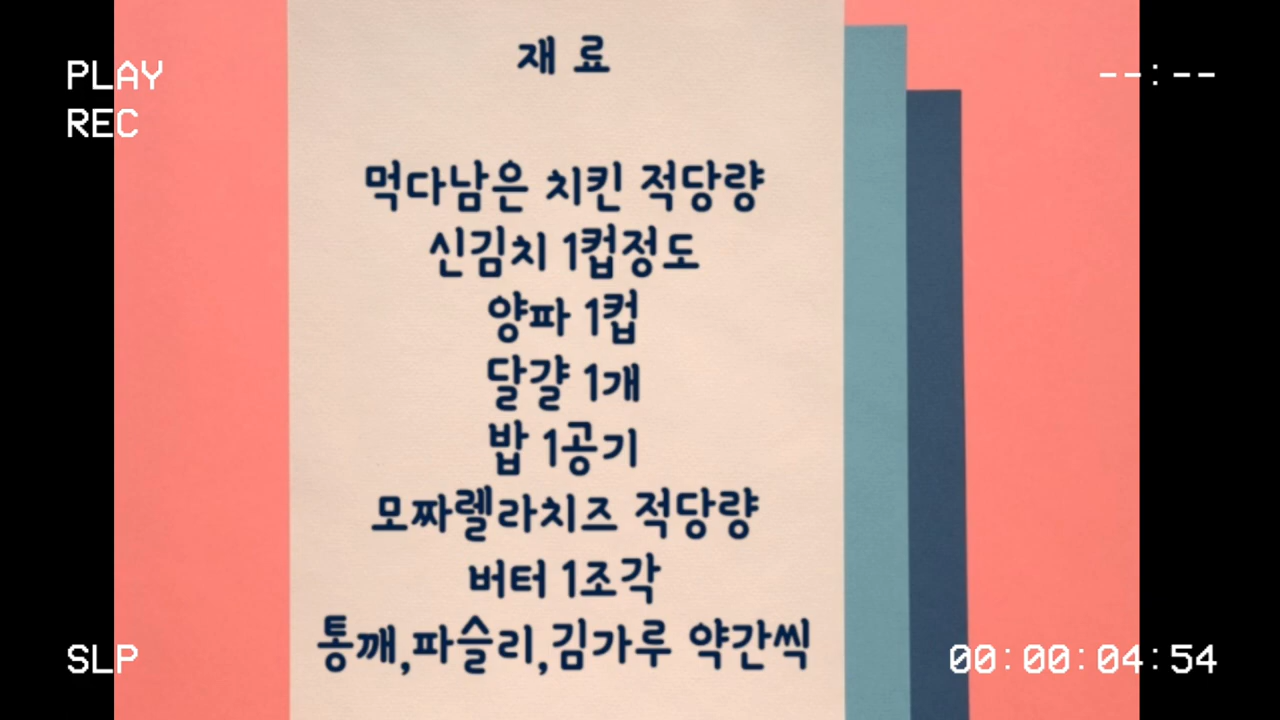 PLAY
REC
--:--
재 료
먹다남은 치킨 적당량
신김치 1컵정도
양파 1컵
달걀 1개
밥 1공기
모짜렐라치즈 적당량
버터 1조각
통깨,파슬리,김가루 약간씩
SLP
00:00:04:54